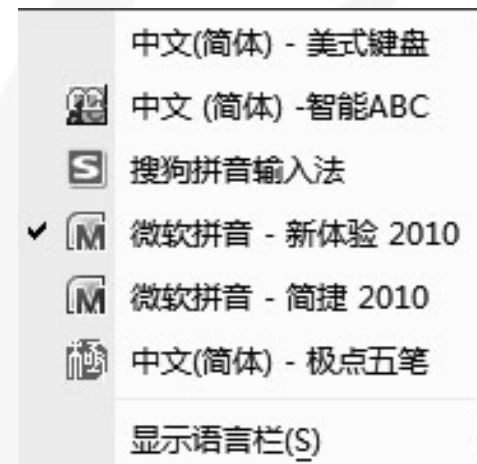 中文(简体) - 美式键盘
中文 (简体) -智能ABC
搜狗拼音输入法
微软拼音 - 新体验 2010
微软拼音 - 简捷 2010
中文(简体) - 极点五笔
显示语言栏(S)